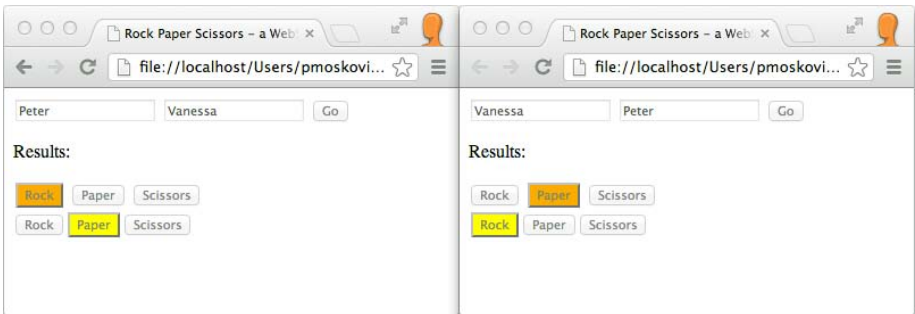 Rock Paper Scissors – a Web
file://localhost/Users/pmoskovi...
Peter Vanessa Go
Results:
Rock Paper Scissors
Rock Paper Scissors
Rock Paper Scissors – a Web
file://localhost/Users/pmoskovi...
Vanessa Peter Go
Results:
Rock Paper Scissors
Rock Paper Scissors